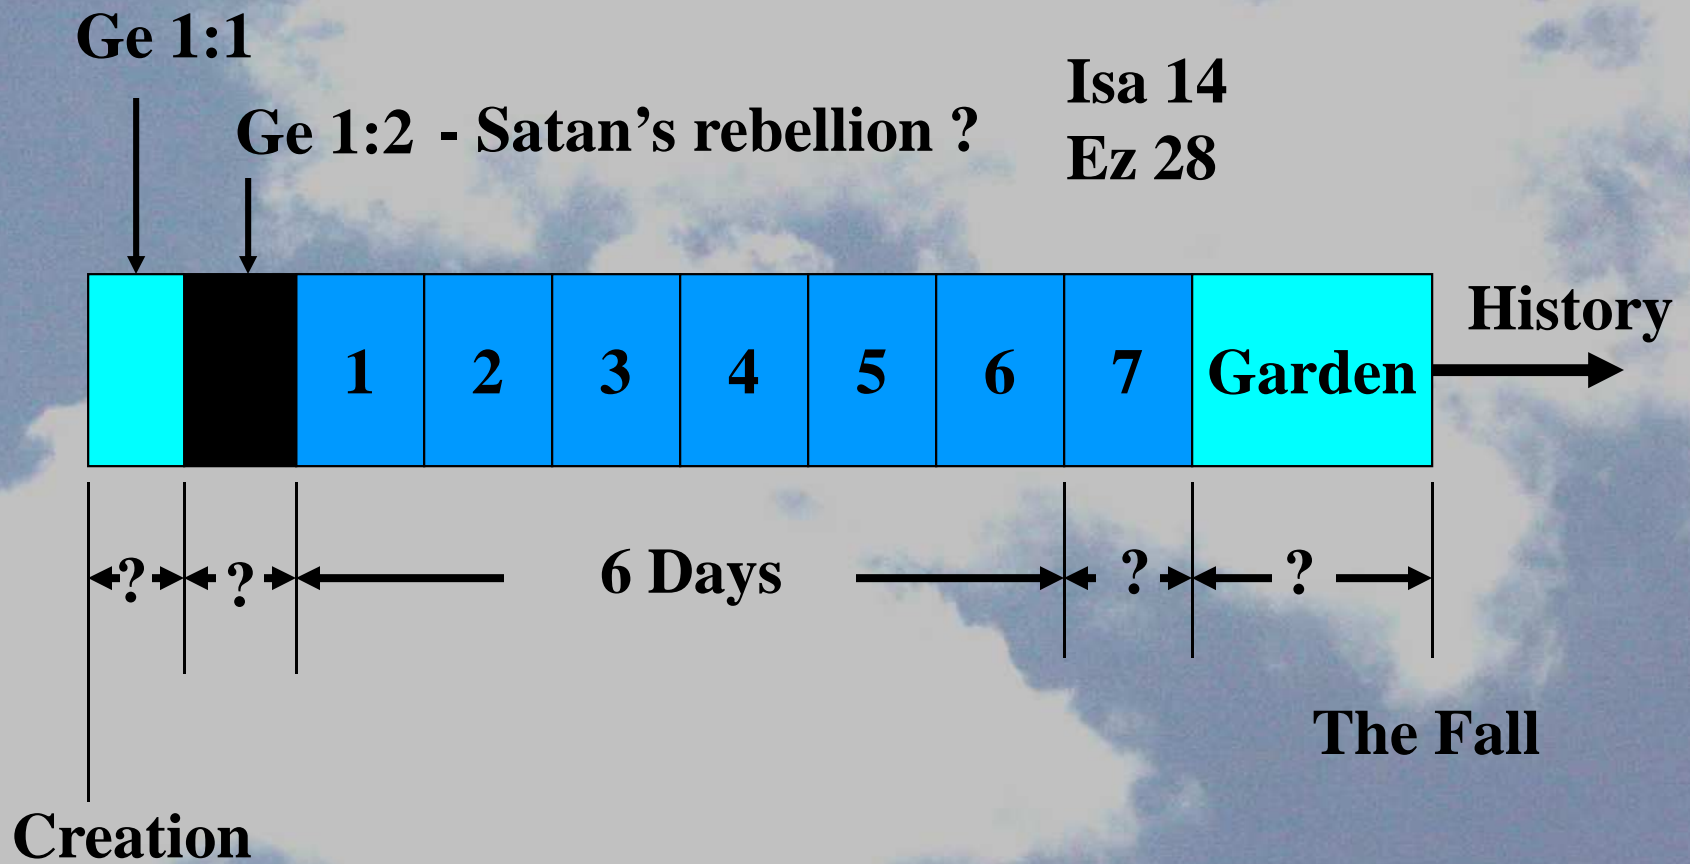 Ge 1:1
Ge 1:2 - Satan’s rebellion ?
Isa 14
Ez 28
1 2 3 4 5 6 7 Garden
History
? ? 6 Days ? ?
The Fall
Creation